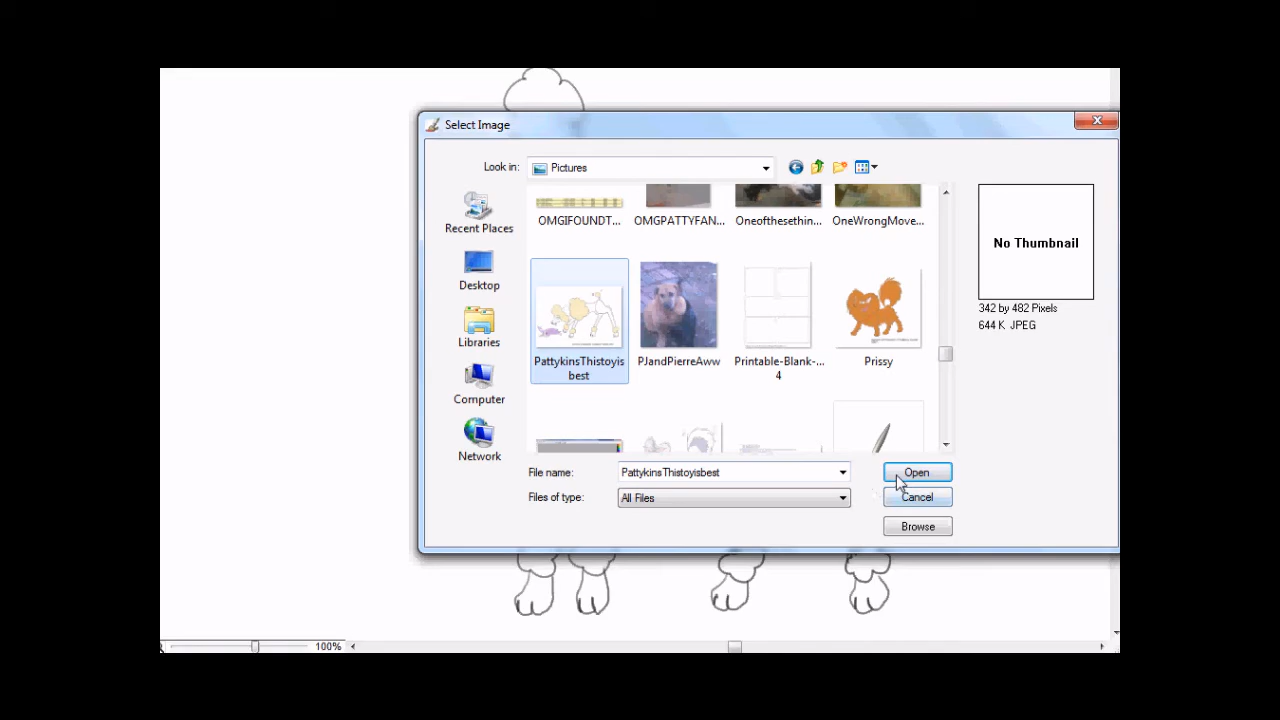 Select Image
Look in:
Pictures
Recent Places
Desktop
Libraries
Computer
Network
OMGIFOUNDT...
OMGPATTYFAN...
Oneofthesethin...
OneWrongMove...
PattykinsThistoyis
best
PJandPierreAww
Printable-Blank-...
4
Prissy
No Thumbnail
342 by 482 Pixels
644 K JPEG
File name:
PattykinsThistoyisbest
Open
Files of type:
All Files
Cancel
Browse
100%